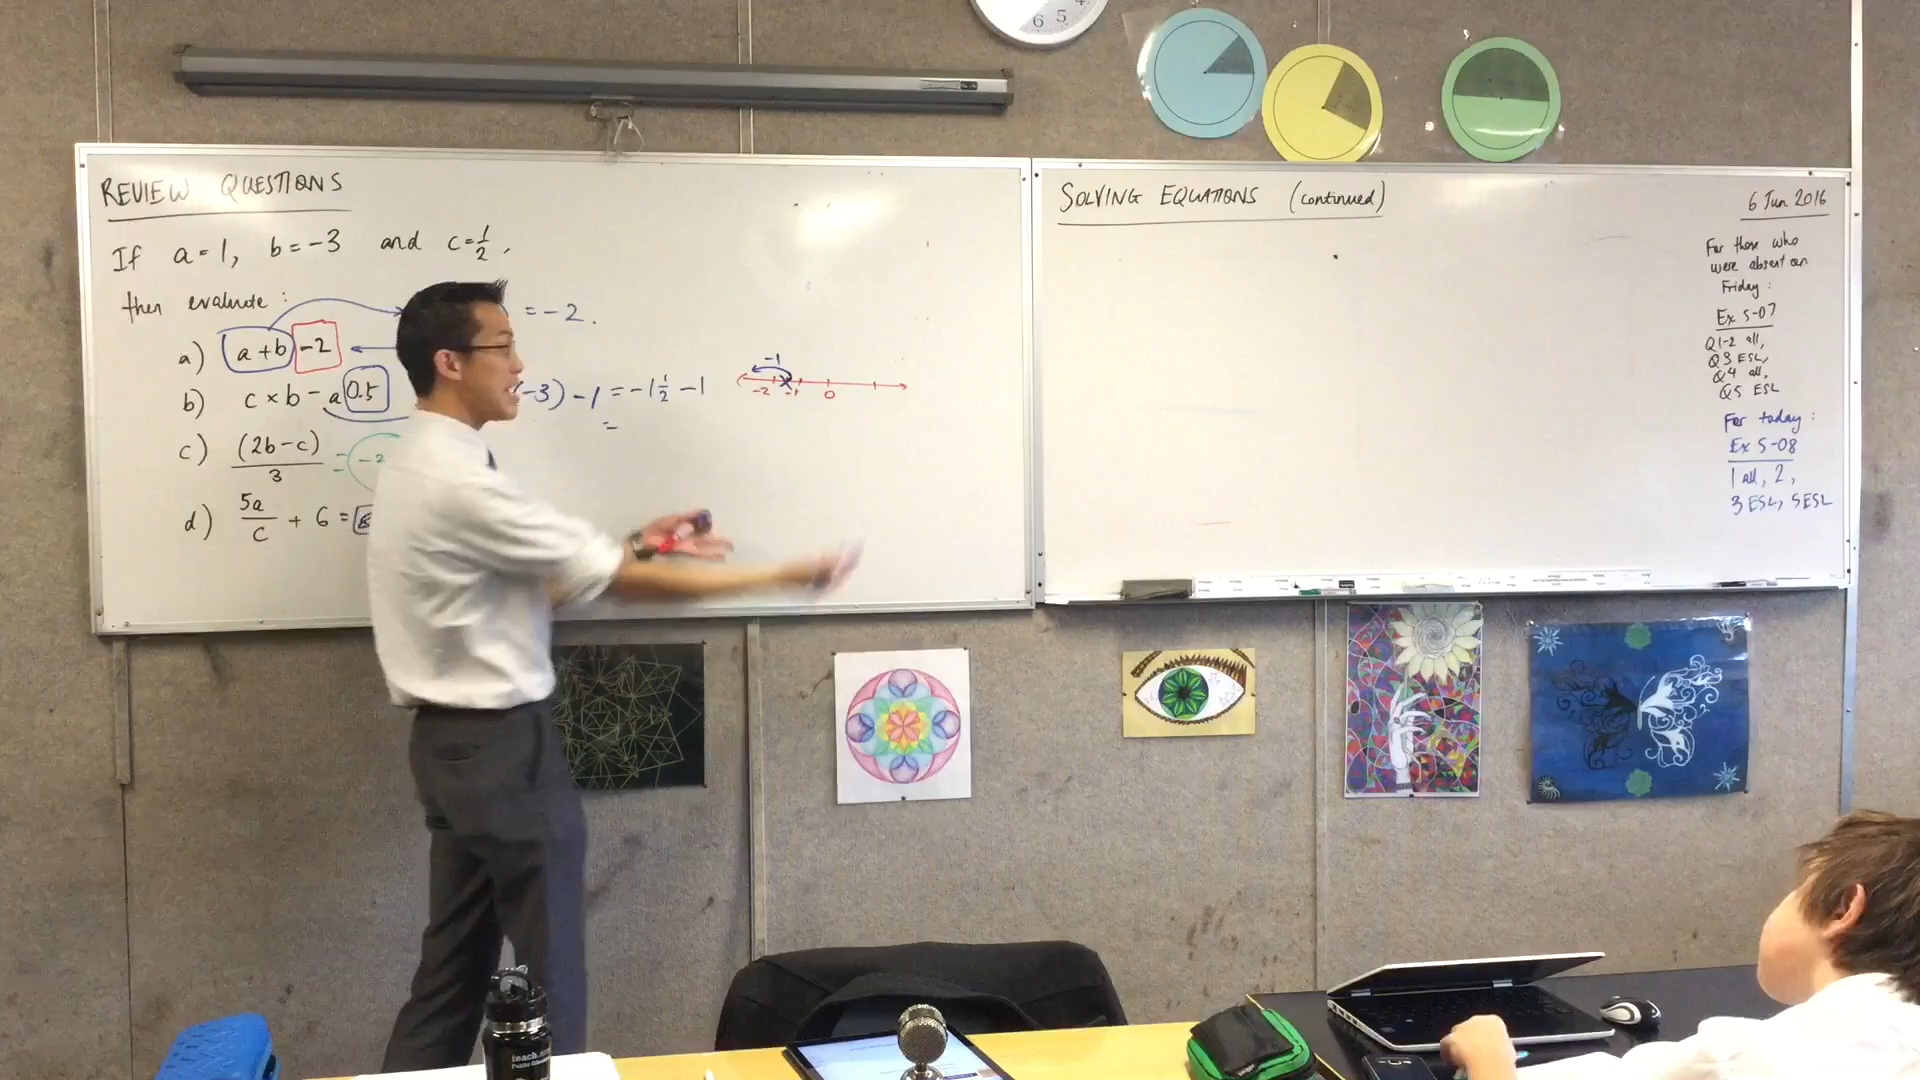 REVIEW QUESTIONS
If a = 1, b = -3 and c = 1/2,
then evaluate:
= -2.
a) a + b -2
b) c × b - a 0.5
(-3) - 1 = -1 1/2 - 1
=
c) (2b - c)/3 = -2
d) 5a/c + 6 =
-1
-2 -1 0
SOLVING EQUATIONS (continued)
6 Jun 2016
For those who
were absent on
Friday:
Ex 5-07
Q1-2 all,
Q3 ESL,
Q4 all,
Q5 ESL
For today:
Ex 5-08
1 all, 2,
3 ESL, 5 ESL
6 5
teach.